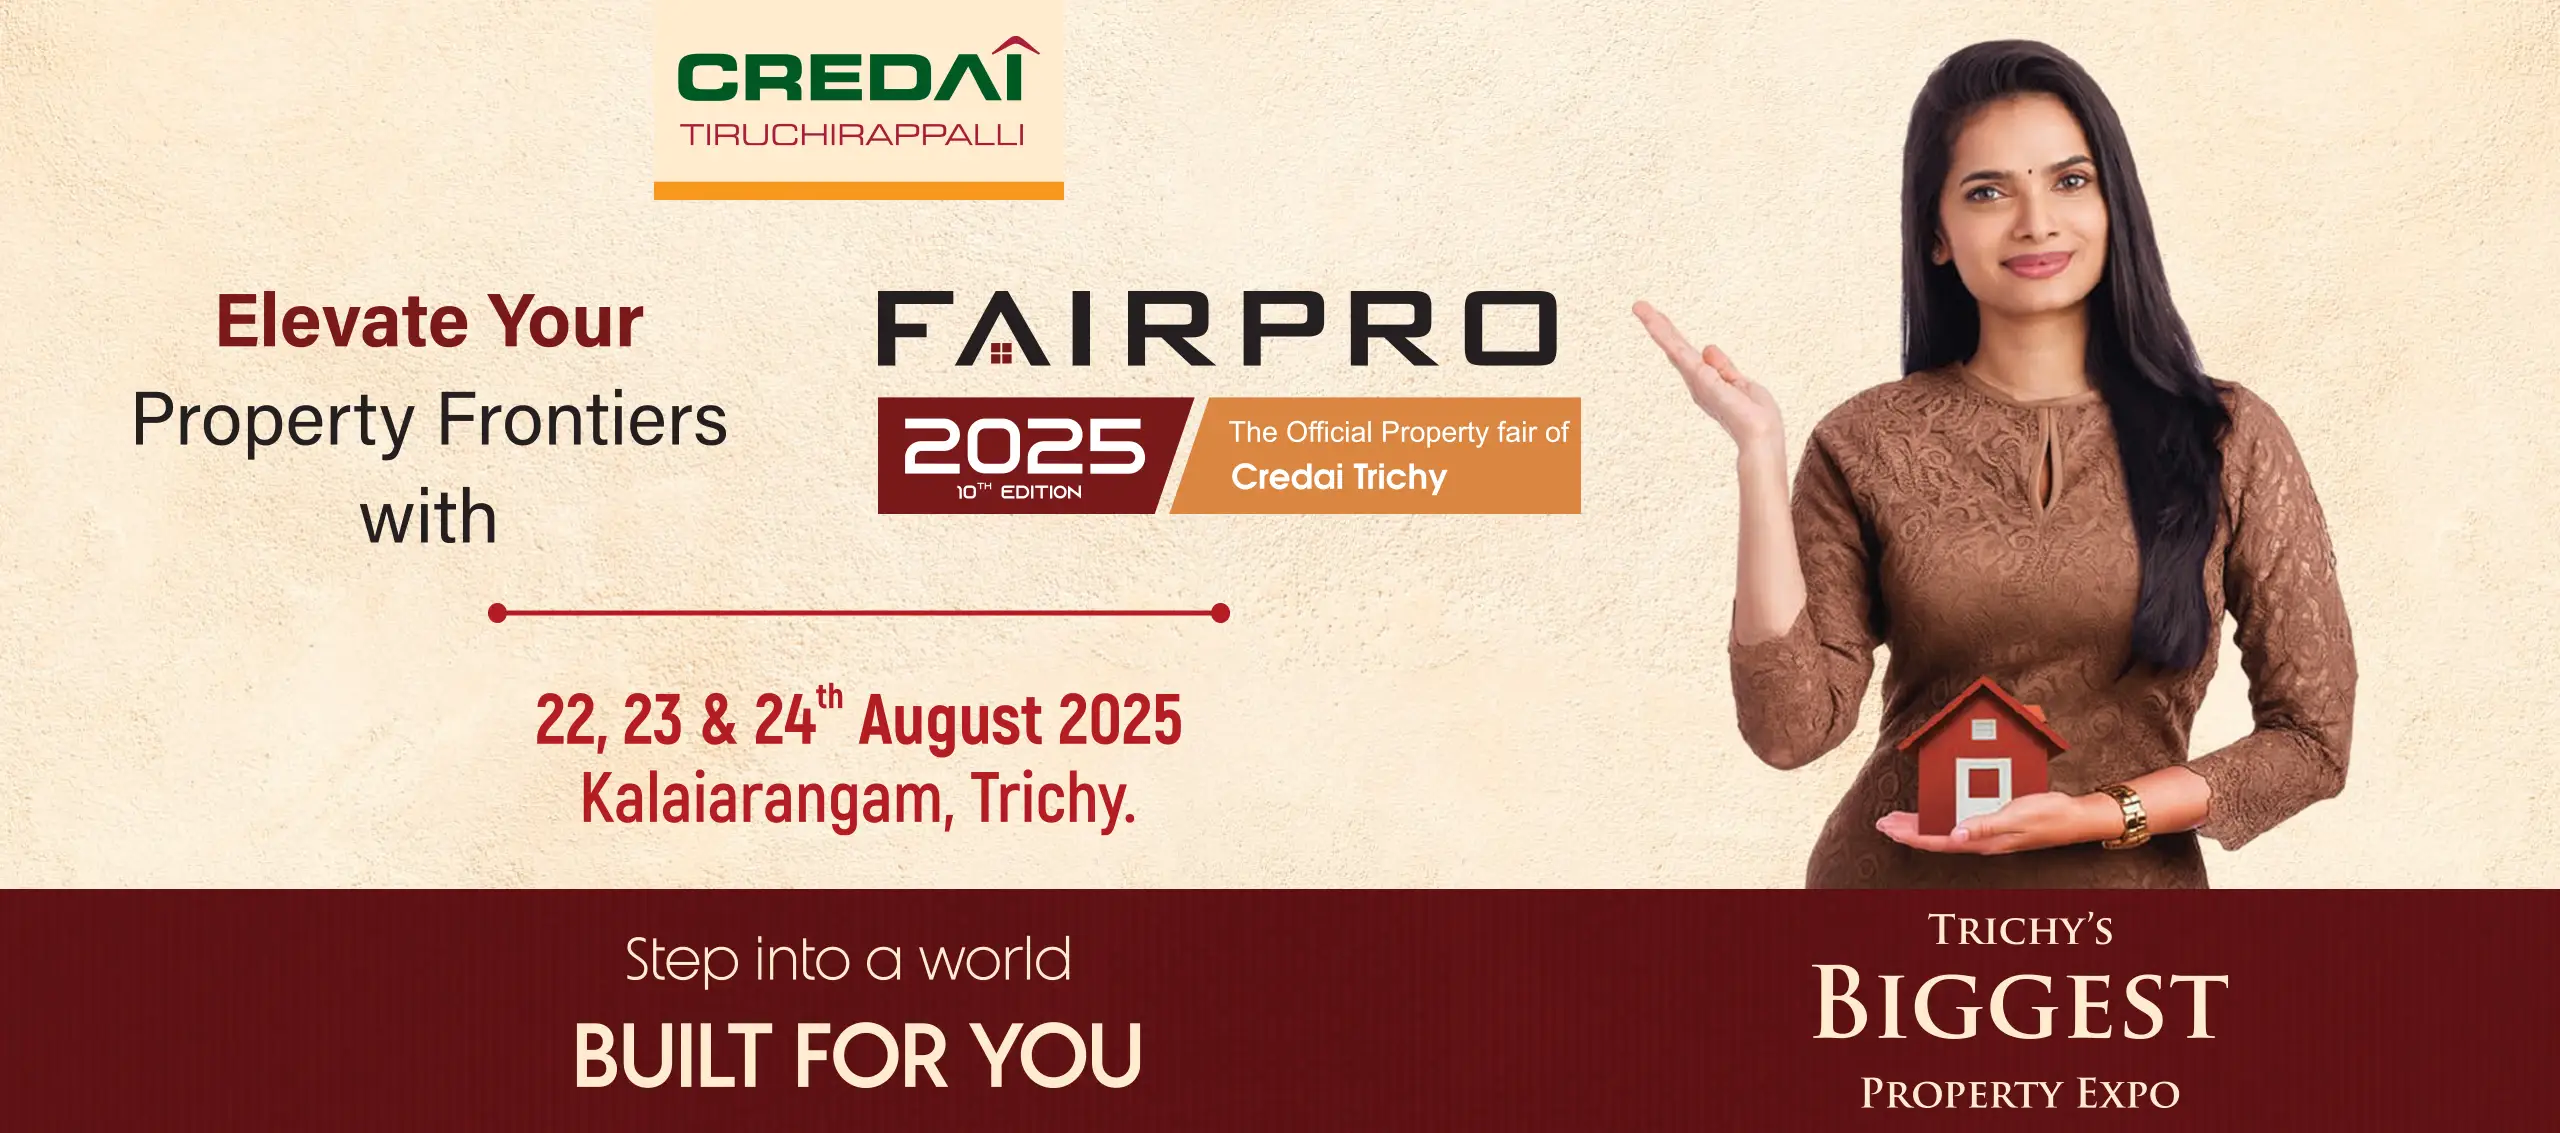 CREDAI
TIRUCHIRAPPALLI
Elevate Your
Property Frontiers
with
FAIRPRO
2025
10TH EDITION
The Official Property fair of
Credai Trichy
22, 23 & 24th August 2025
Kalaiarangam, Trichy.
Step into a world
BUILT FOR YOU
TRICHY'S
BIGGEST
PROPERTY EXPO